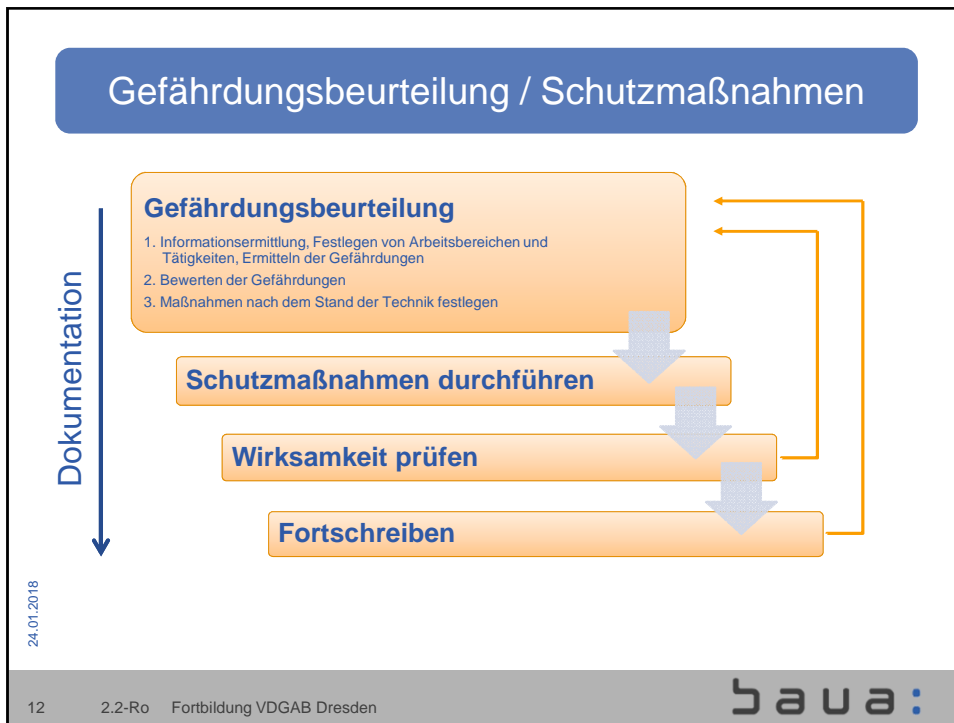 Gefährdungsbeurteilung / Schutzmaßnahmen
Dokumentation
Gefährdungsbeurteilung
1. Informationsermittlung, Festlegen von Arbeitsbereichen und
Tätigkeiten, Ermitteln der Gefährdungen
2. Bewerten der Gefährdungen
3. Maßnahmen nach dem Stand der Technik festlegen
Schutzmaßnahmen durchführen
Wirksamkeit prüfen
Fortschreiben
24.01.2018
12 2.2-Ro Fortbildung VDGAB Dresden
baua: